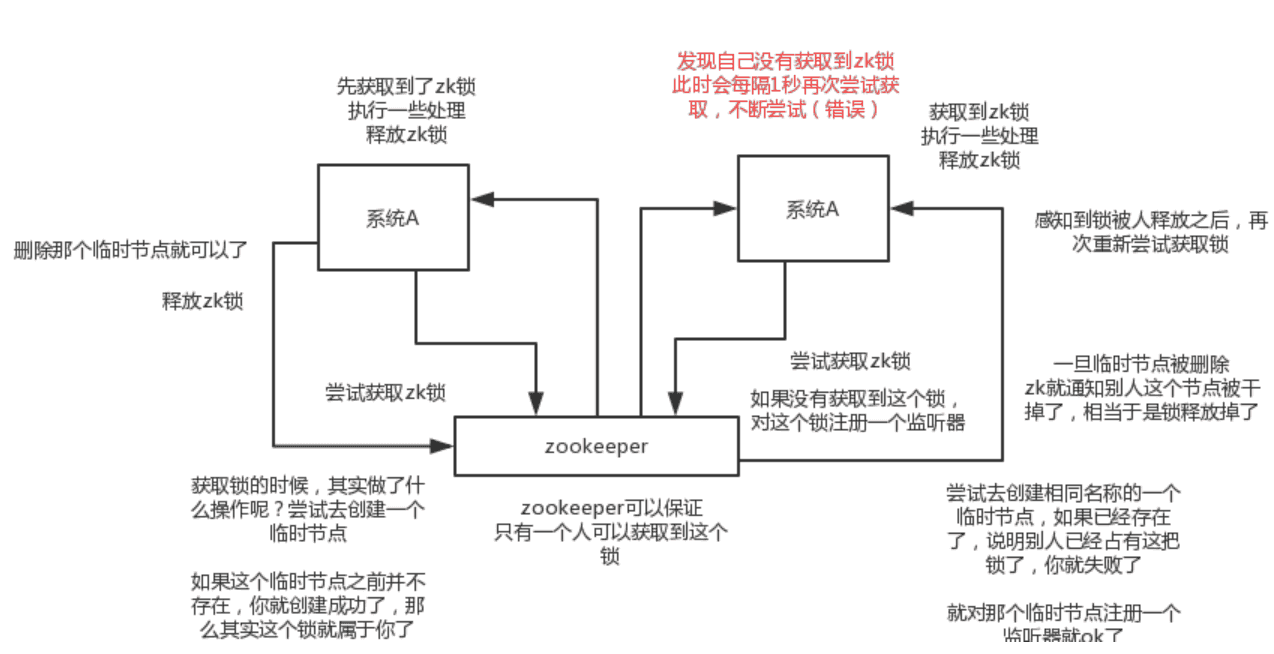 发现自己没有获取到zk锁
此时会每隔1秒再次尝试获
取，不断尝试（错误）
先获取到了zk锁
执行一些处理
释放zk锁
获取到zk锁
执行一些处理
释放zk锁
系统A
系统A
删除那个临时节点就可以了
释放zk锁
感知到锁被人释放之后，再
次重新尝试获取锁
尝试获取zk锁
尝试获取zk锁
如果没有获取到这个锁，
对这个锁注册一个监听器
一旦临时节点被删除
zk就通知别人这个节点被干
掉了，相当于是锁释放掉了
zookeeper
获取锁的时候，其实做了什
么操作呢？尝试去创建一个
临时节点
如果这个临时节点之前并不
存在，你就创建成功了，那
么其实这个锁就属于你了
zookeeper可以保证
只有一个人可以获取到这个
锁
尝试去创建相同名称的一个
临时节点，如果已经存在
了，说明别人已经占有这把
锁了，你就失败了
就对那个临时节点注册一个
监听器就ok了